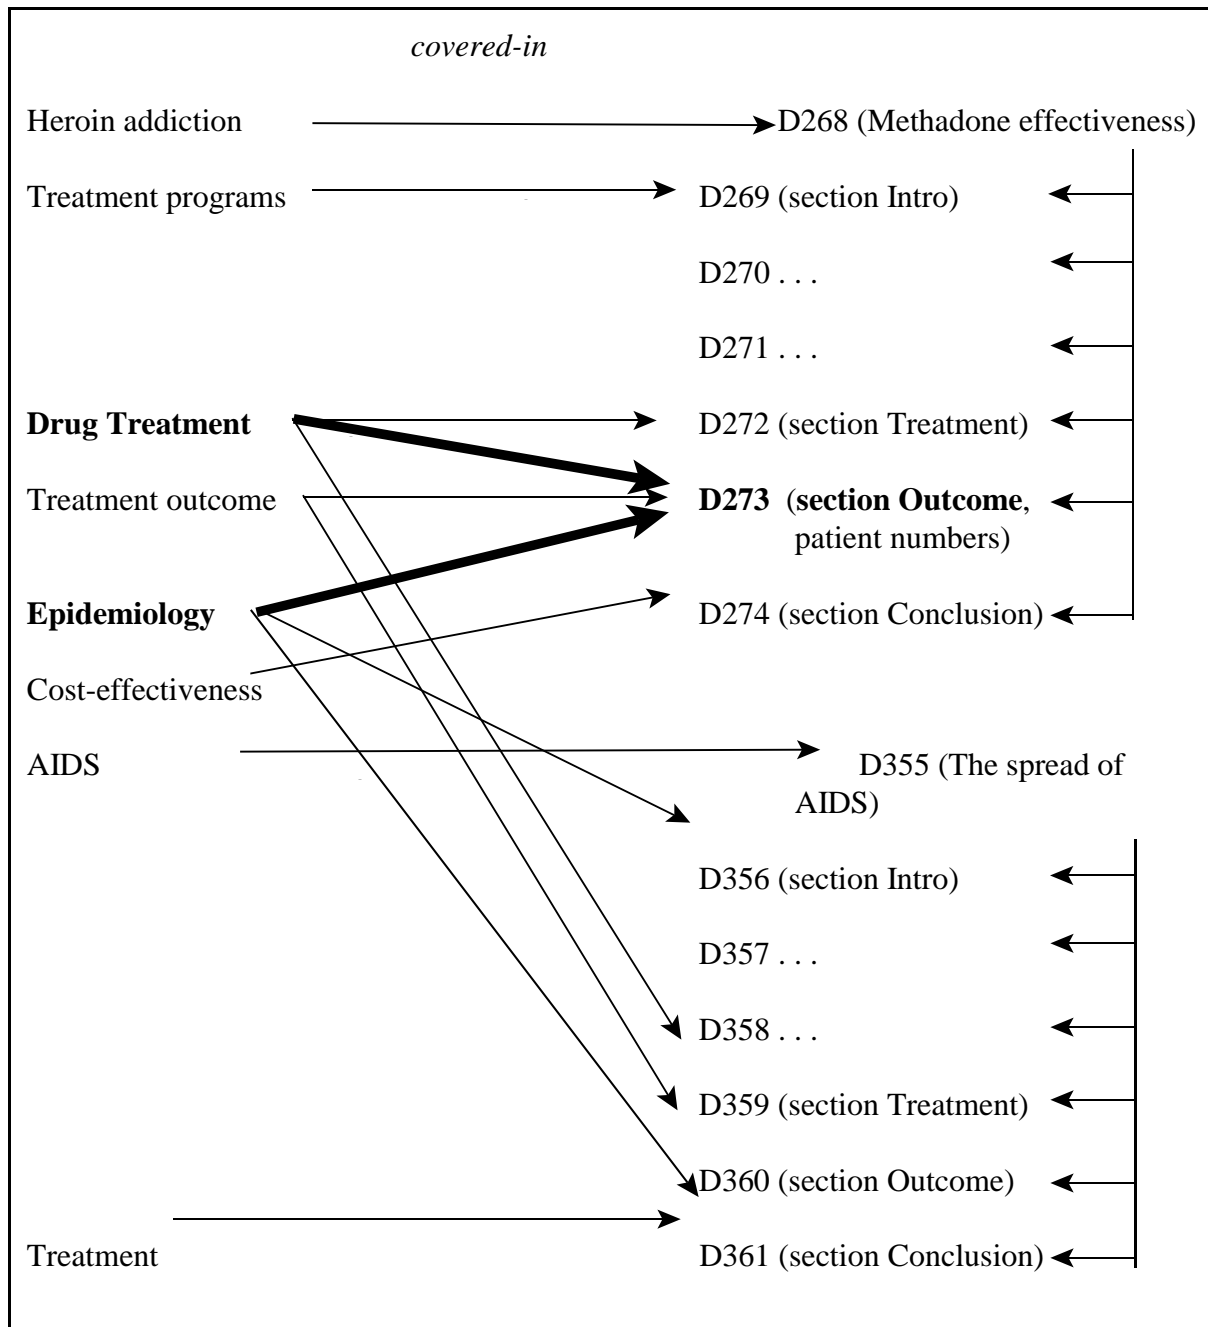 covered-in
Heroin addiction D268 (Methadone effectiveness)
Treatment programs D269 (section Intro)
D270 . . .
D271 . . .
Drug Treatment D272 (section Treatment)
Treatment outcome D273 (section Outcome,
patient numbers)
Epidemiology D274 (section Conclusion)
Cost-effectiveness
AIDS D355 (The spread of
AIDS)
D356 (section Intro)
D357 . . .
D358 . . .
D359 (section Treatment)
D360 (section Outcome)
Treatment D361 (section Conclusion)